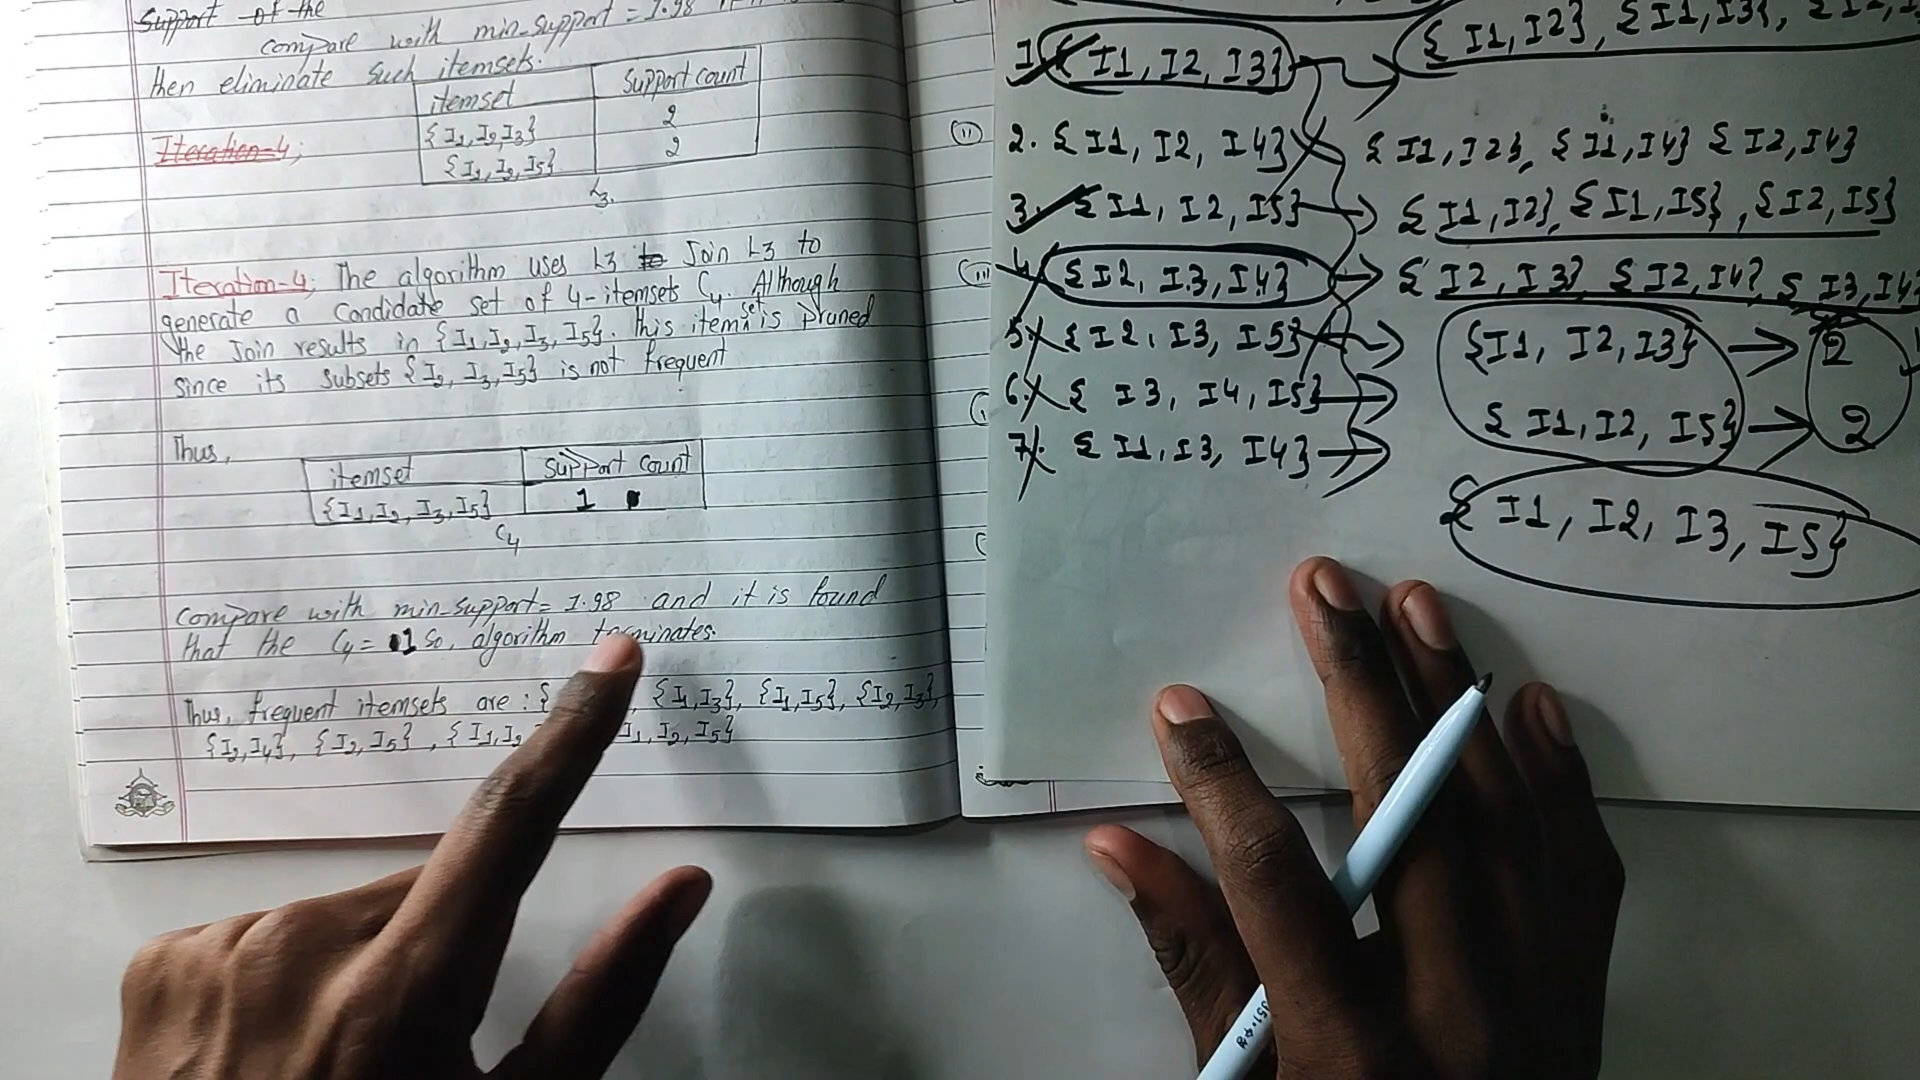 Support of the
compare with min-support = 1.98
then eliminate such itemsets.
itemset support count
{I1, I2, I3} 2
{I1, I2, I5} 2
L3.
Iteration-4;
Iteration-4; The algorithm uses L3 to Join L3 to
generate a candidate set of 4-itemsets C4. Although
the Join results in {I1, I2, I3, I5}. this itemset is pruned
since its subsets {I2, I3, I5} is not frequent
Thus,
itemset support count
{I1, I2, I3, I5} 1
C4
compare with min-support = 1.98 and it is found
that the C4 = 1 so, algorithm terminates.
Thus, frequent itemsets are : { {I1, I3}, {I1, I5}, {I2, I3},
{I2, I4}, {I2, I5}, {I1, I2 I1, I2, I5}
1 { I1, I2, I3} {I1, I2}, {I1, I3},
2. {I1, I2, I4} {I1, I2}, {I1, I4} {I2, I4}
3. {I1, I2, I5} {I1, I2}, {I1, I5}, {I2, I5}
4 {I2, I3, I4} {I2, I3}, {I2, I4}, {I3, I4}
5. {I2, I3, I5}
6. {I3, I4, I5}
7. {I1, I3, I4}
{I1, I2, I3} 2
{I1, I2, I5} 2
{I1, I2, I3, I5}